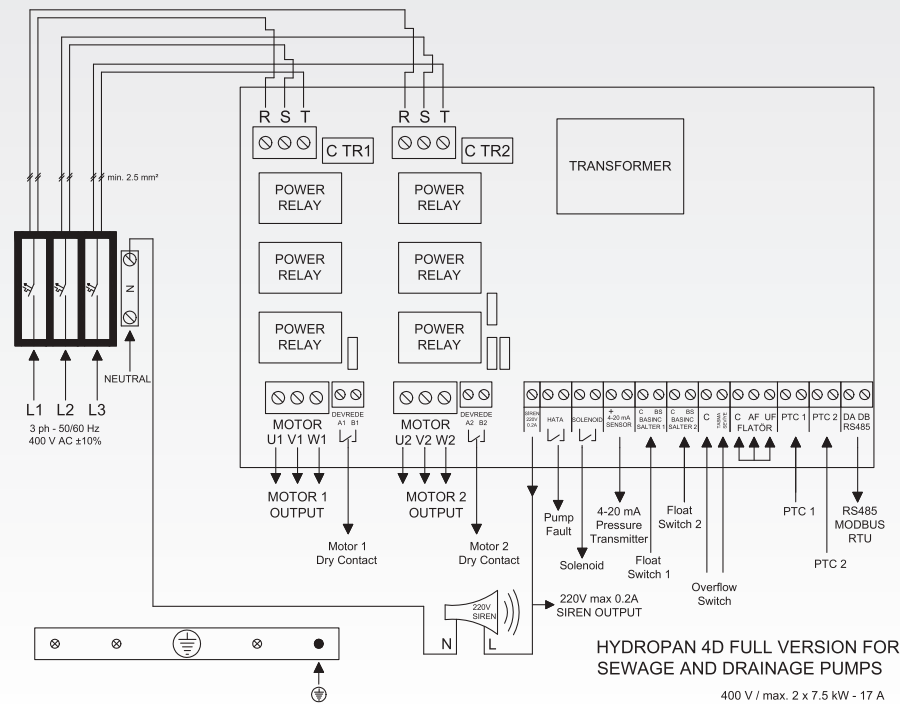 R S T
R S T
C TR1
C TR2
TRANSFORMER
min. 2.5 mm²
POWER
RELAY
POWER
RELAY
POWER
RELAY
POWER
RELAY
POWER
RELAY
POWER
RELAY
N
NEUTRAL
L1 L2 L3
3 ph - 50/60 Hz
400 V AC ±10%
MOTOR
U1 V1 W1
DEVREDE
A1 B1
MOTOR
U2 V2 W2
DEVREDE
A2 B2
SIREN
220V
0.2A
HATA
SOLENOID
+
4-20 mA
SENSOR
C BS
BASINC
SALTER 1
C BS
BASINC
SALTER 2
C
TAŞMA
SEVİYE
C AF UF
FLATÖR
PTC 1
PTC 2
DA DB
RS485
MOTOR 1
OUTPUT
MOTOR 2
OUTPUT
Motor 1
Dry Contact
Motor 2
Dry Contact
Pump
Fault
Solenoid
4-20 mA
Pressure
Transmitter
Float
Switch 1
Float
Switch 2
Overflow
Switch
PTC 1
PTC 2
RS485
MODBUS
RTU
220V
SIREN
N
L
220V max 0.2A
SIREN OUTPUT
HYDROPAN 4D FULL VERSION FOR
SEWAGE AND DRAINAGE PUMPS
400 V / max. 2 x 7.5 kW - 17 A